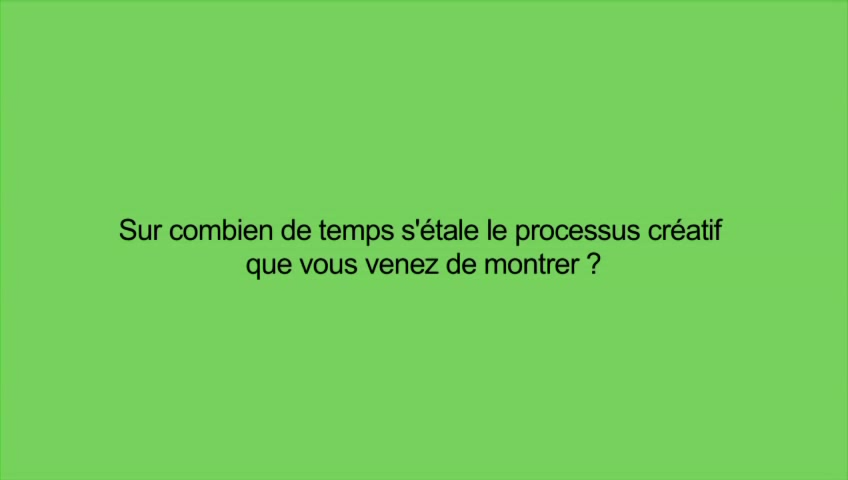 Sur combien de temps s'étale le processus créatif
que vous venez de montrer ?